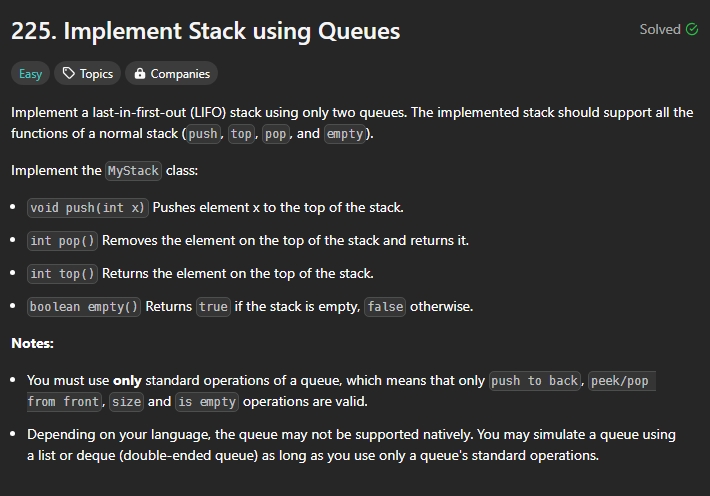 225. Implement Stack using Queues
Solved
Easy
Topics
Companies
Implement a last-in-first-out (LIFO) stack using only two queues. The implemented stack should support all the
functions of a normal stack (push, top, pop, and empty).
Implement the MyStack class:
• void push(int x) Pushes element x to the top of the stack.
• int pop() Removes the element on the top of the stack and returns it.
• int top() Returns the element on the top of the stack.
• boolean empty() Returns true if the stack is empty, false otherwise.
Notes:
• You must use only standard operations of a queue, which means that only push to back, peek/pop
from front, size and is empty operations are valid.
• Depending on your language, the queue may not be supported natively. You may simulate a queue using
a list or deque (double-ended queue) as long as you use only a queue's standard operations.